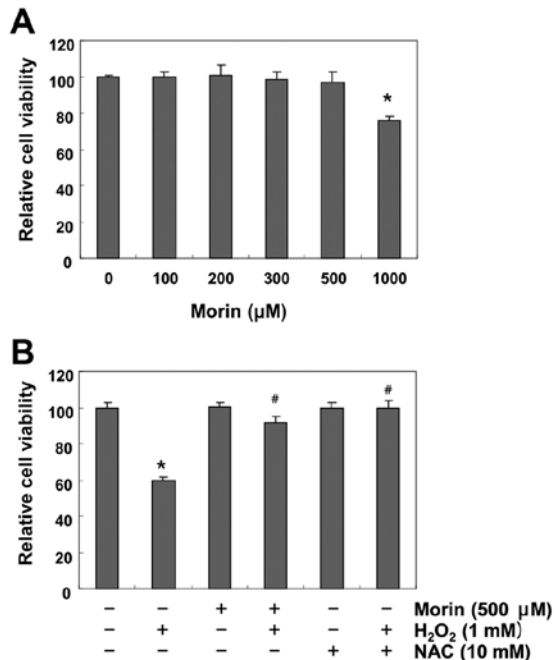 A
Relative cell viability
120
100
80
60
40
20
0
*
0 100 200 300 500 1000
Morin (µM)
B
Relative cell viability
120
100
80
60
40
20
0
* # #
– – + + – – Morin (500 µM)
– + – + – + H₂O₂ (1 mM)
– – – – + + NAC (10 mM)